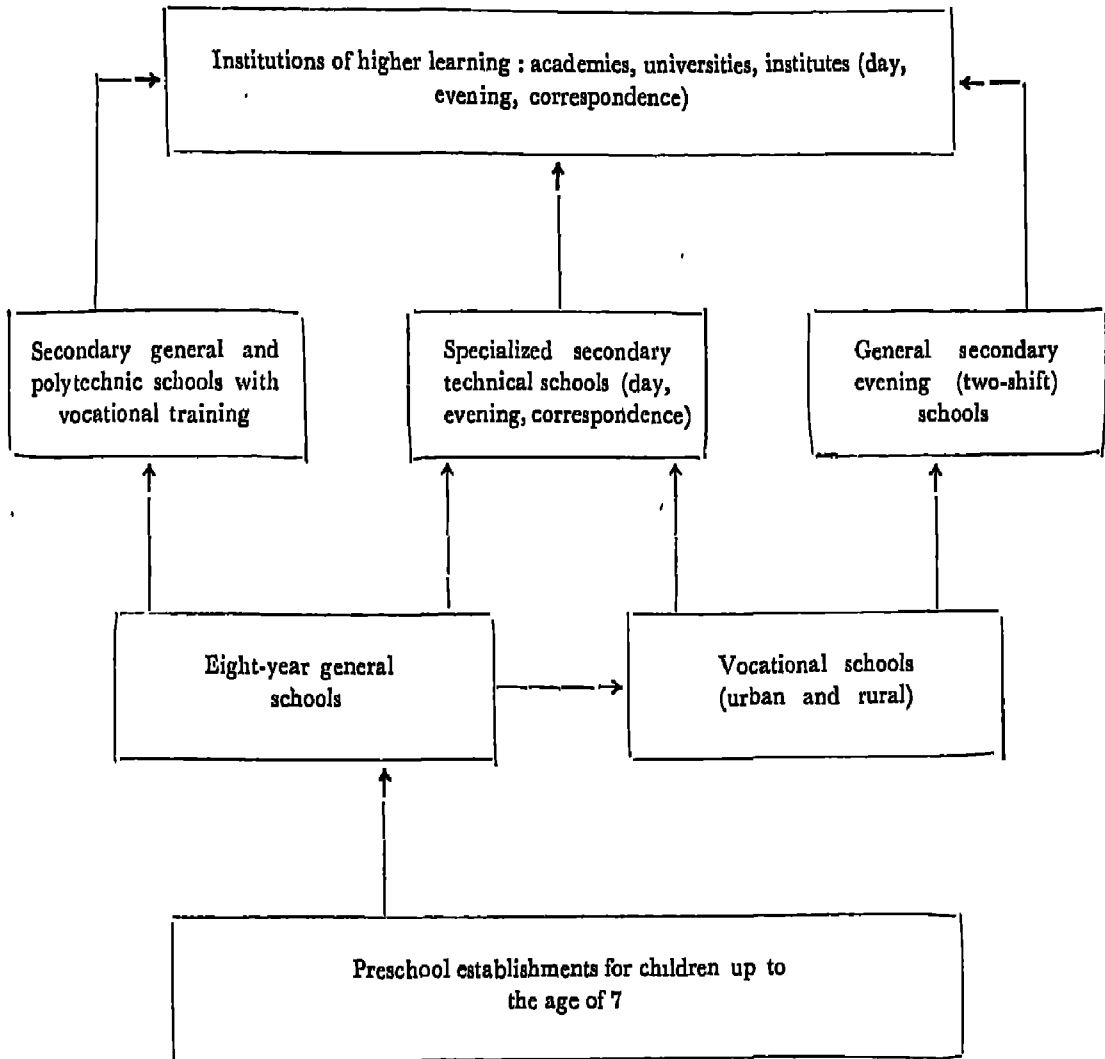 Institutions of higher learning : academies, universities, institutes (day,
evening, correspondence)
Secondary general and
polytechnic schools with
vocational training
Specialized secondary
technical schools (day,
evening, correspondence)
General secondary
evening (two-shift)
schools
Eight-year general
schools
Vocational schools
(urban and rural)
Preschool establishments for children up to
the age of 7